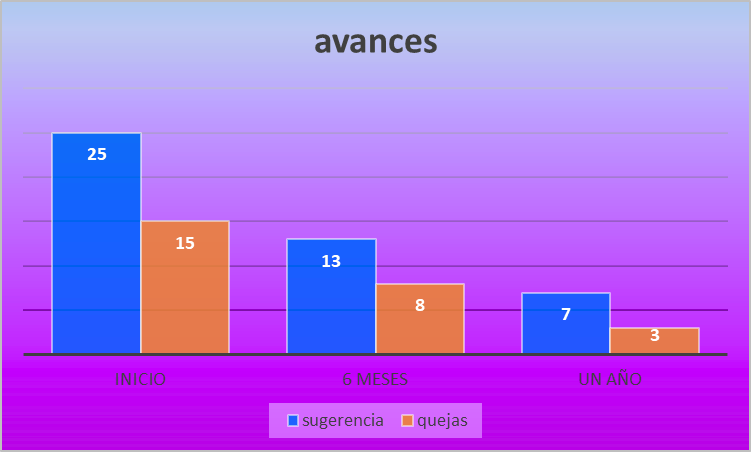 avances
25
15
13
8
7
3
INICIO
6 MESES
UN AÑO
sugerencia
quejas